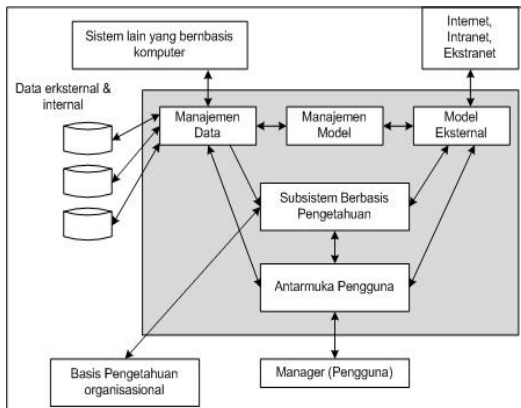 Sistem lain yang bernbasis
komputer
Internet,
Intranet,
Ekstranet
Data erksternal &
internal
Manajemen
Data
Manajemen
Model
Model
Eksternal
Subsistem Berbasis
Pengetahuan
Antarmuka Pengguna
Basis Pengetahuan
organisasional
Manager (Pengguna)